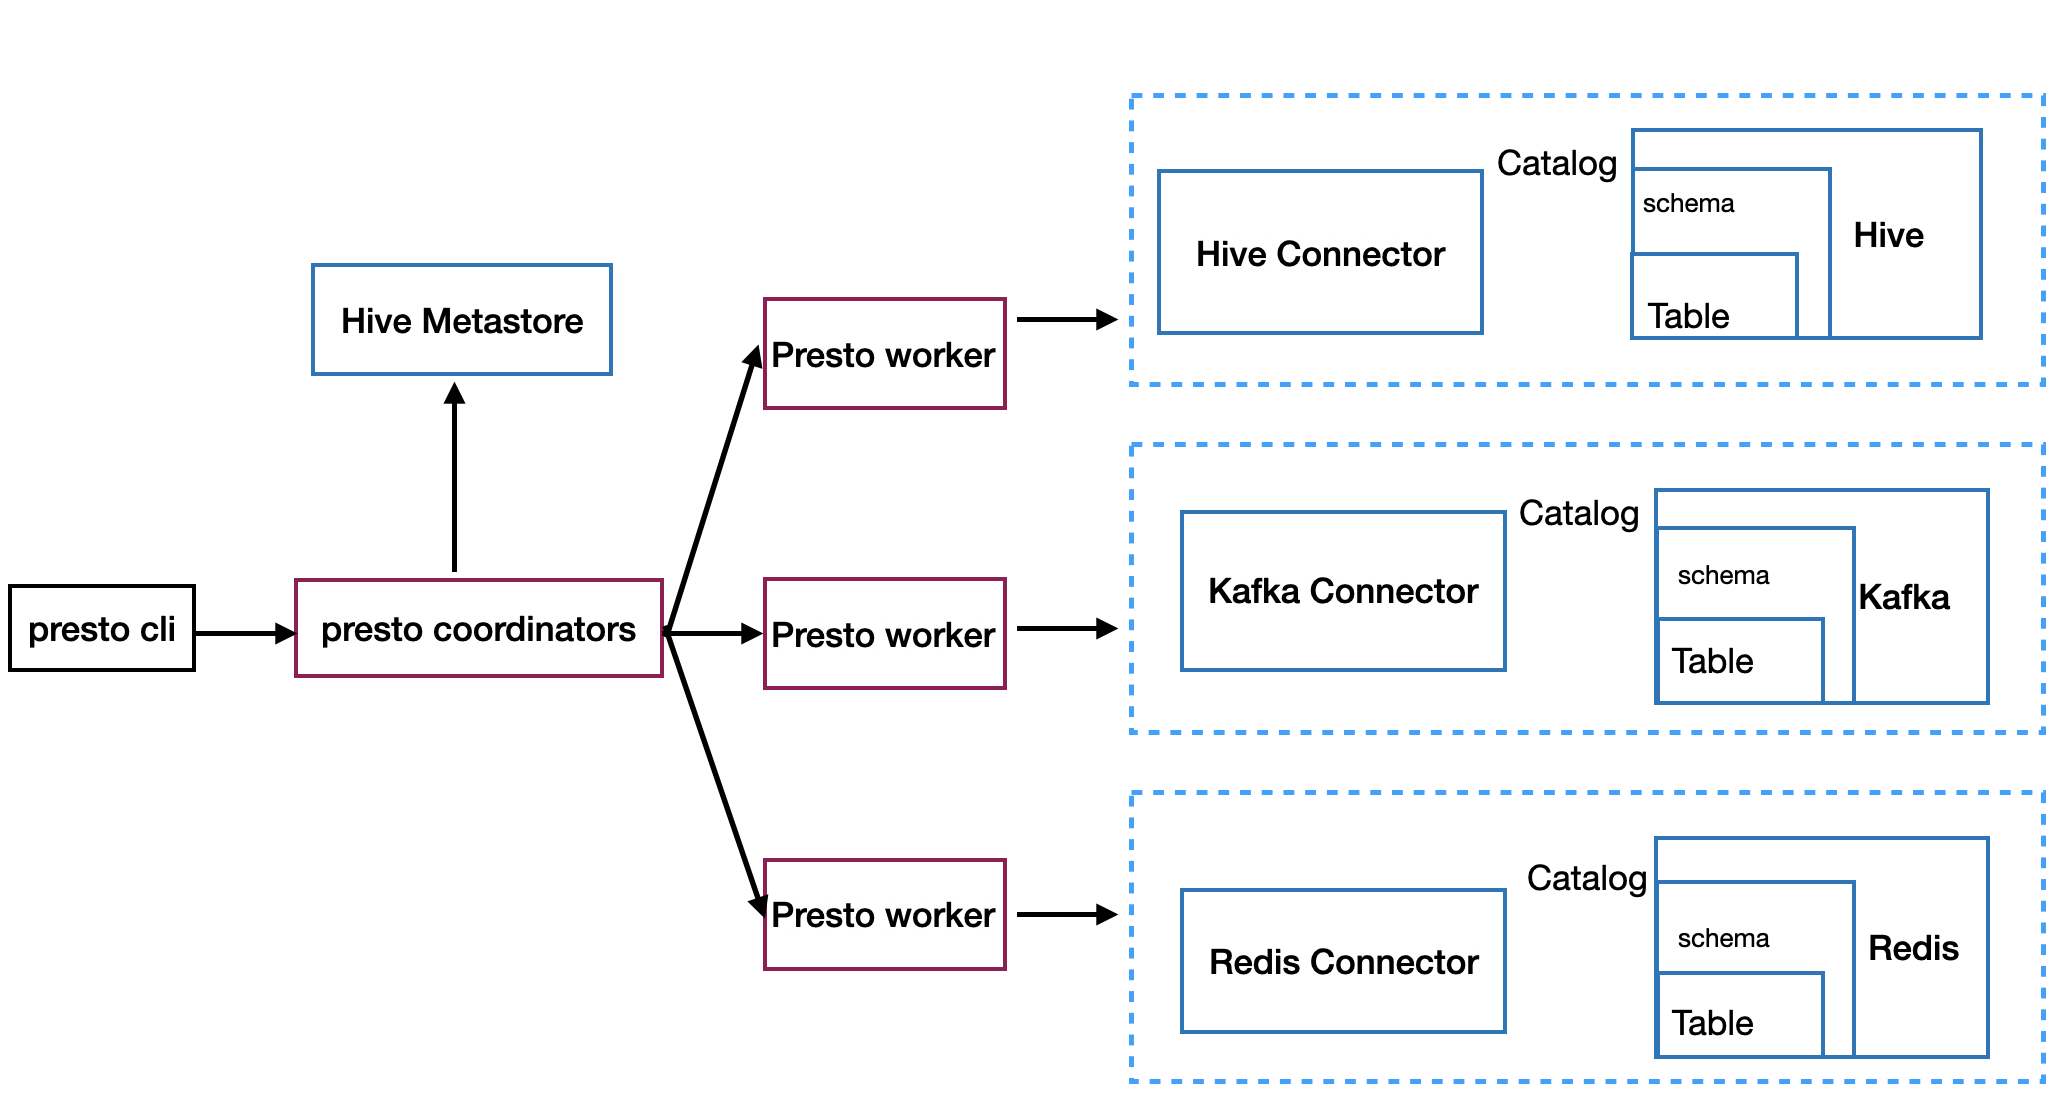 presto cli
Hive Metastore
presto coordinators
Presto worker
Presto worker
Presto worker
Hive Connector
Catalog
schema
Table
Hive
Kafka Connector
Catalog
schema
Table
Kafka
Redis Connector
Catalog
schema
Table
Redis